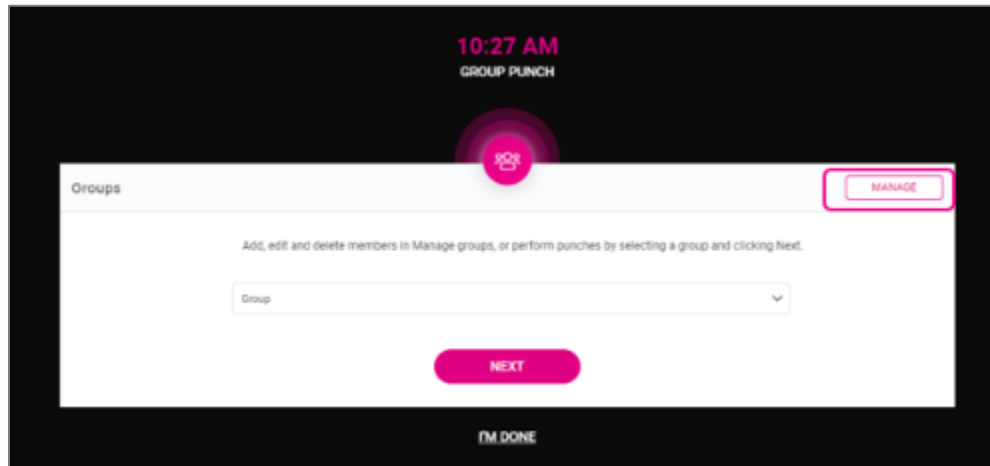 10:27 AM
GROUP PUNCH
Groups
MANAGE
Add, edit and delete members in Manage groups, or perform punches by selecting a group and clicking Next.
Group
NEXT
I'M DONE